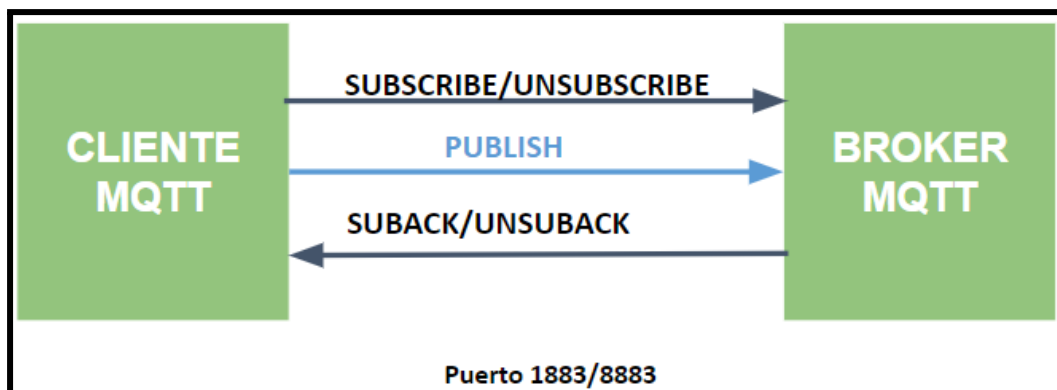 CLIENTE
MQTT
SUBSCRIBE/UNSUBSCRIBE
PUBLISH
SUBACK/UNSUBACK
BROKER
MQTT
Puerto 1883/8883